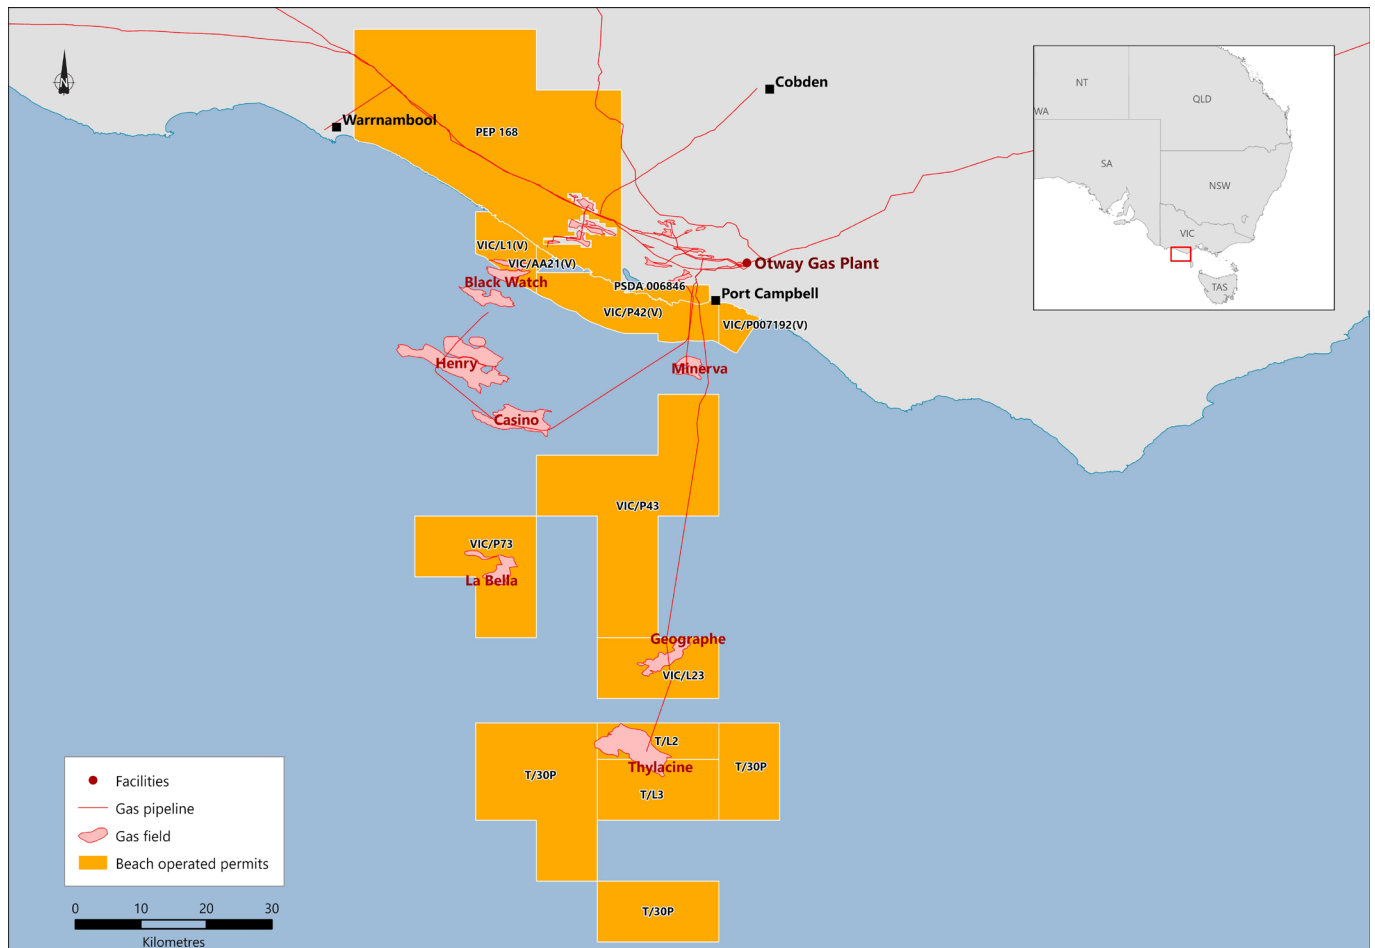 N
Cobden
Warrnambool
PEP 168
NT
QLD
WA
SA
NSW
VIC
TAS
VIC/L1(V)
VIC/AA21(V)
Black Watch
Otway Gas Plant
PSDA 006846
Port Campbell
VIC/P42(V)
VIC/P007192(V)
Henry
Minerva
Casino
VIC/P43
VIC/P73
La Bella
Geographe
VIC/L23
T/L2
T/30P
Thylacine
T/30P
T/L3
T/30P
Facilities
Gas pipeline
Gas field
Beach operated permits
0 10 20 30
Kilometres